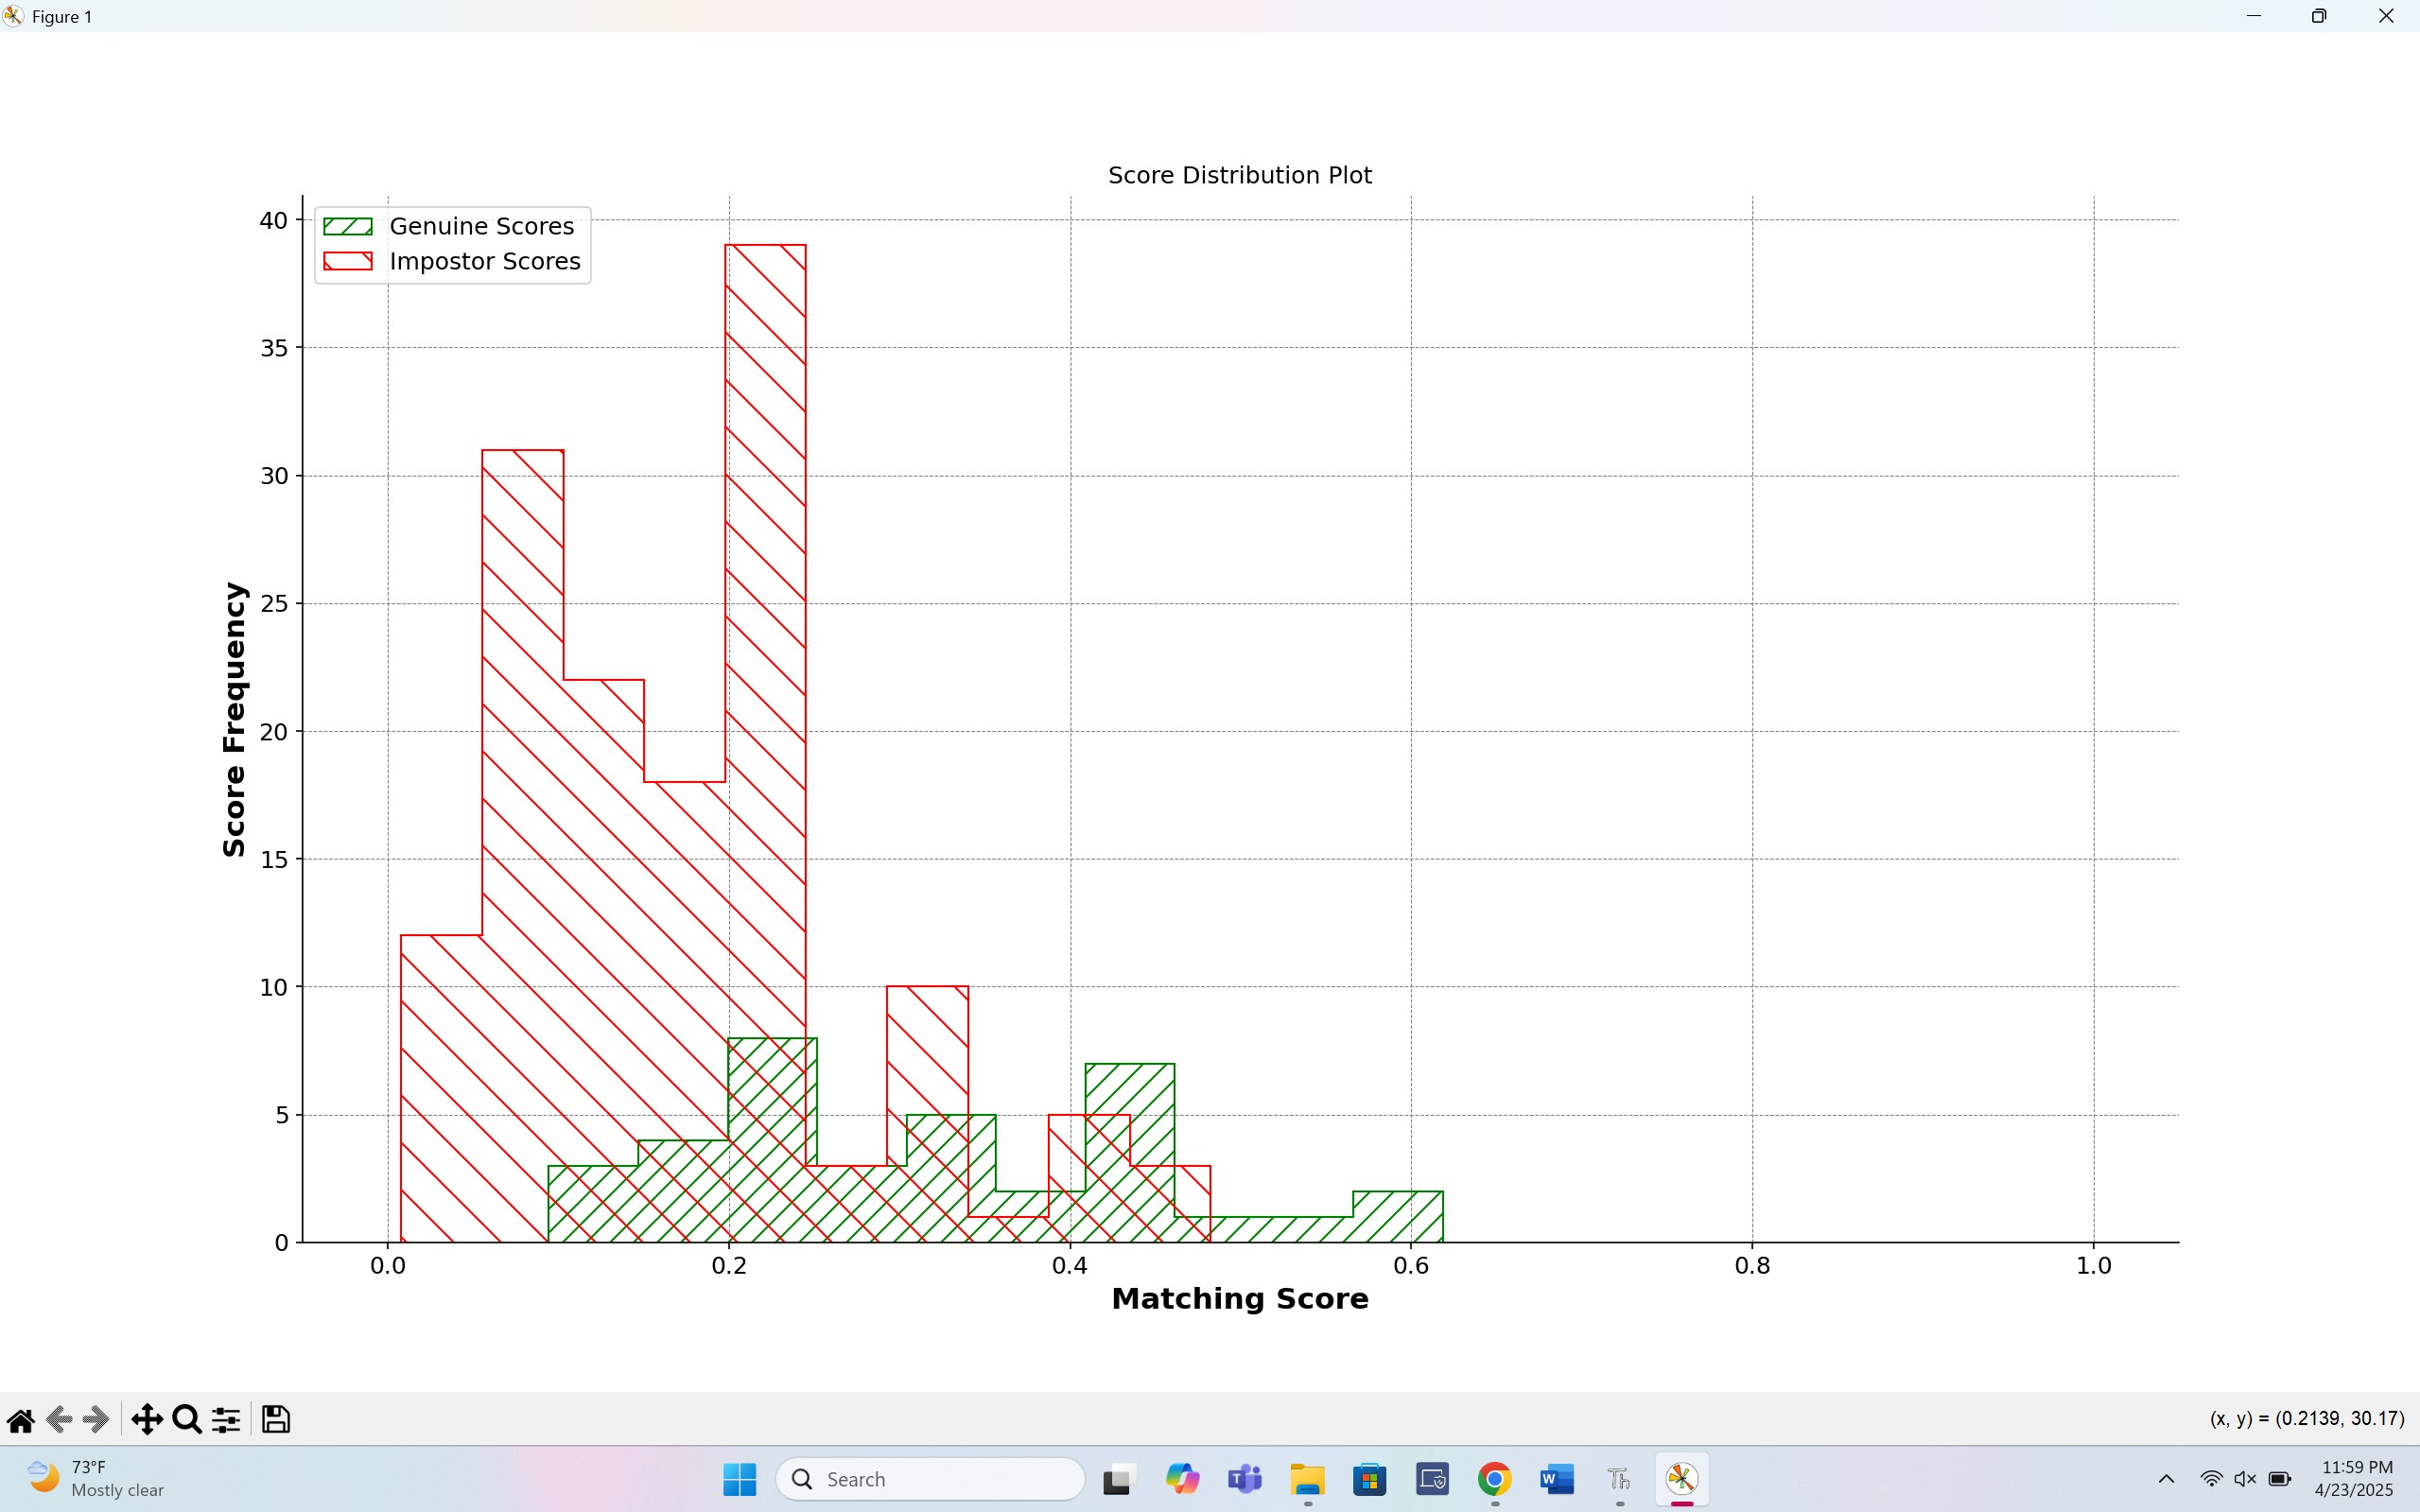 Figure 1
Score Distribution Plot
Genuine Scores
Impostor Scores
40
35
30
25
20
15
10
5
0
Score Frequency
0.0 0.2 0.4 0.6 0.8 1.0
Matching Score
(x, y) = (0.2139, 30.17)
73°F
Mostly clear
Search
T
W
Th
11:59 PM
4/23/2025